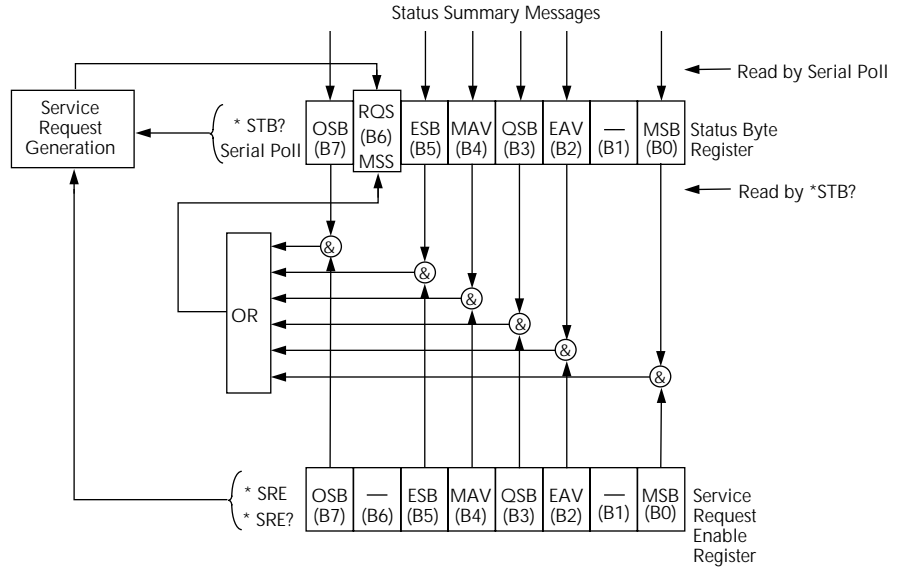 Status Summary Messages
Read by Serial Poll
Service
Request
Generation
* STB?
Serial Poll
OSB
(B7)
RQS
(B6)
MSS
ESB
(B5)
MAV
(B4)
QSB
(B3)
EAV
(B2)
—
(B1)
MSB
(B0)
Status Byte
Register
Read by *STB?
&
&
&
&
&
&
OR
* SRE
* SRE?
OSB
(B7)
—
(B6)
ESB
(B5)
MAV
(B4)
QSB
(B3)
EAV
(B2)
—
(B1)
MSB
(B0)
Service
Request
Enable
Register